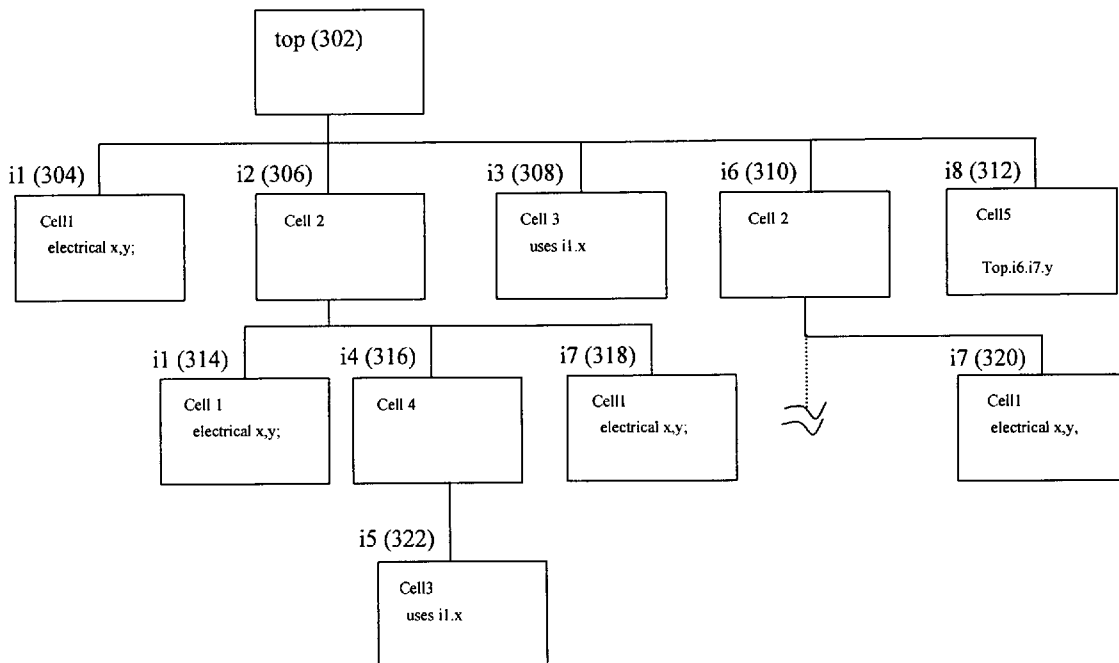 top (302)
i1 (304)
i2 (306)
i3 (308)
i6 (310)
i8 (312)
Cell1
electrical x,y;
Cell 2
Cell 3
uses i1.x
Cell 2
Cell5
Top.i6.i7.y
i1 (314)
i4 (316)
i7 (318)
i7 (320)
Cell 1
electrical x,y;
Cell 4
Cell1
electrical x,y;
Cell1
electrical x,y,
i5 (322)
Cell3
uses i1.x